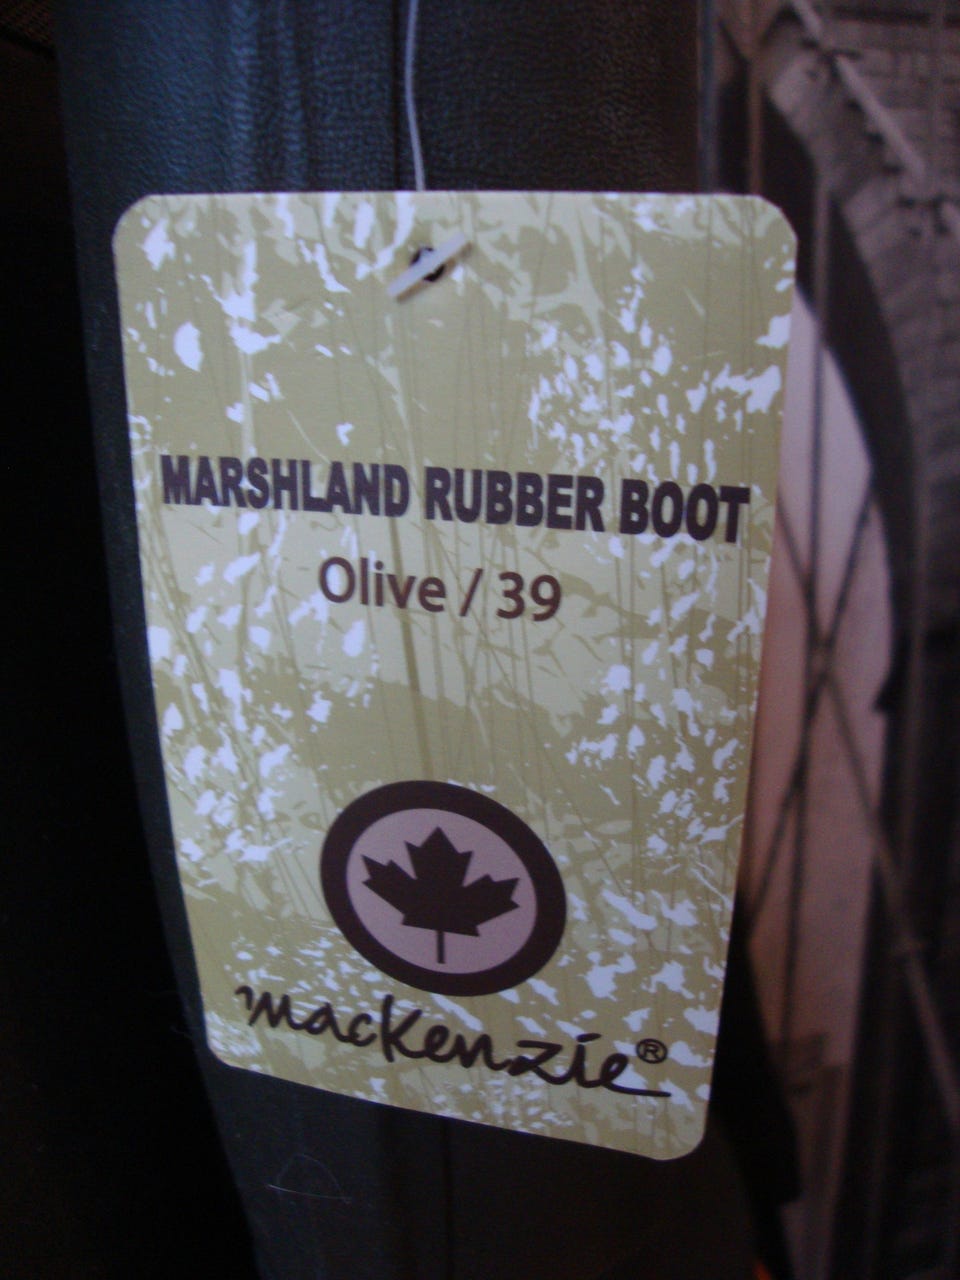 MARSHLAND RUBBER BOOT
Olive / 39
mackenzie®